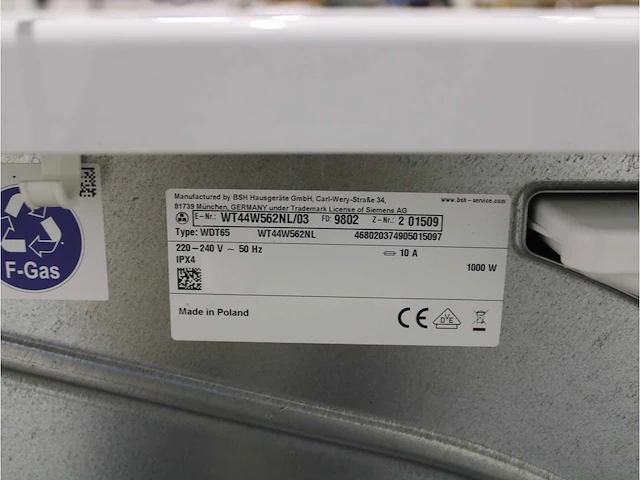 Manufactured by BSH Hausgeräte GmbH, Carl-Wery-Straße 34,
81739 München, GERMANY under Trademark License of Siemens AG
www.bsh-service.com
E-Nr.: WT44W562NL/03 FD: 9802 Z-Nr.: 2 01509
Type: WDT65 WT44W562NL 468020374905015097
220-240 V ~ 50 Hz 10 A
IPX4 1000 W
Made in Poland
CE DVE
F-Gas